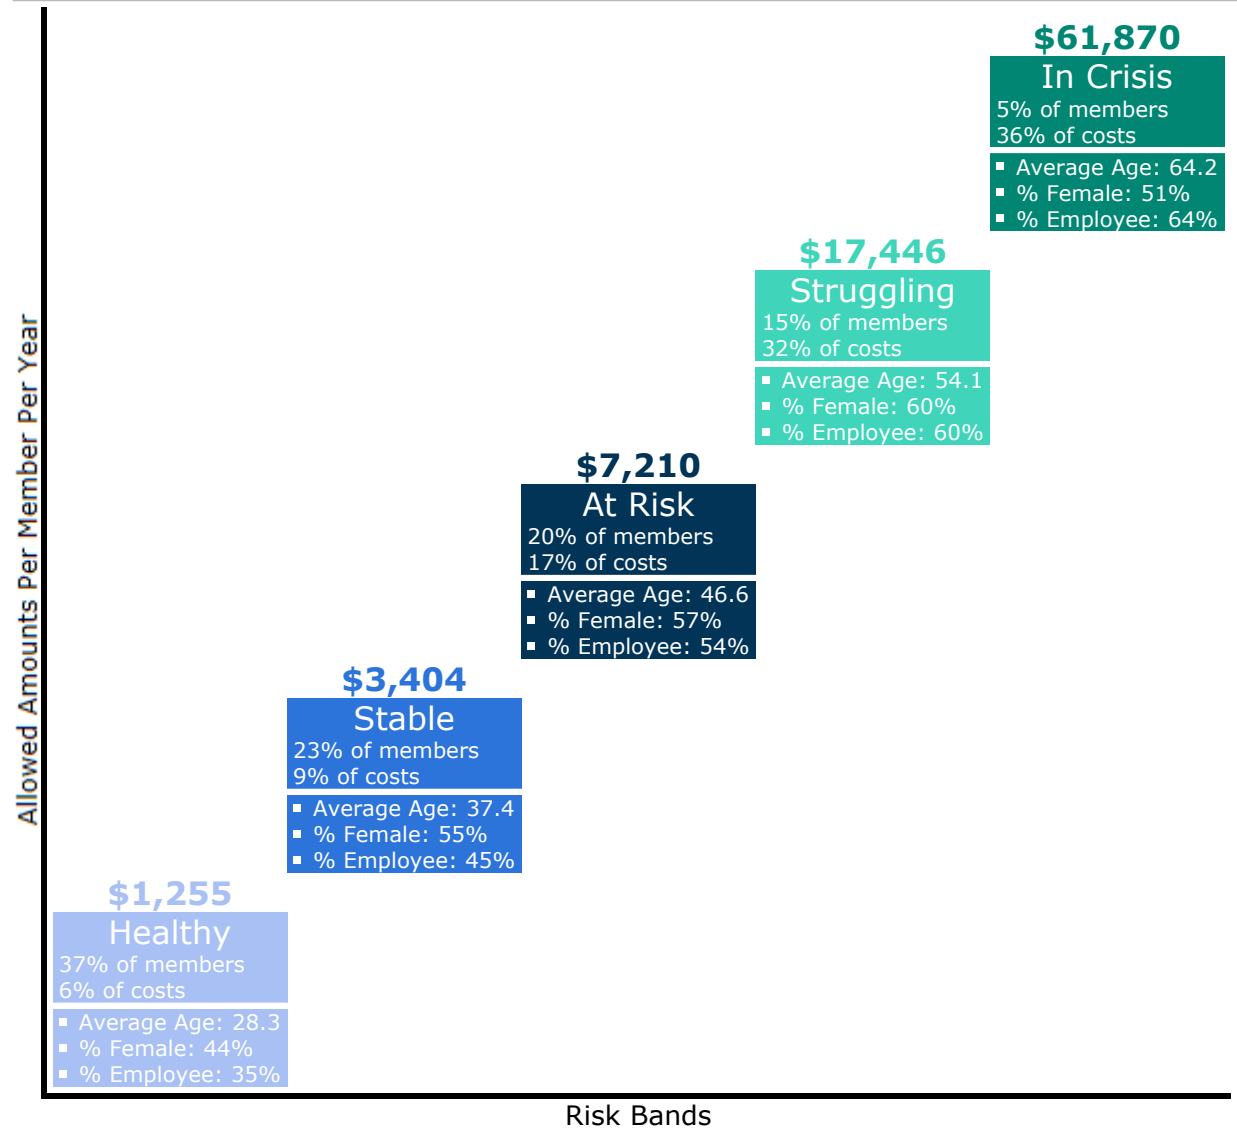 $61,870
In Crisis
5% of members
36% of costs
▪ Average Age: 64.2
▪ % Female: 51%
▪ % Employee: 64%
$17,446
Struggling
15% of members
32% of costs
▪ Average Age: 54.1
▪ % Female: 60%
▪ % Employee: 60%
$7,210
At Risk
20% of members
17% of costs
▪ Average Age: 46.6
▪ % Female: 57%
▪ % Employee: 54%
$3,404
Stable
23% of members
9% of costs
▪ Average Age: 37.4
▪ % Female: 55%
▪ % Employee: 45%
$1,255
Healthy
37% of members
6% of costs
▪ Average Age: 28.3
▪ % Female: 44%
▪ % Employee: 35%
Allowed Amounts Per Member Per Year
Risk Bands